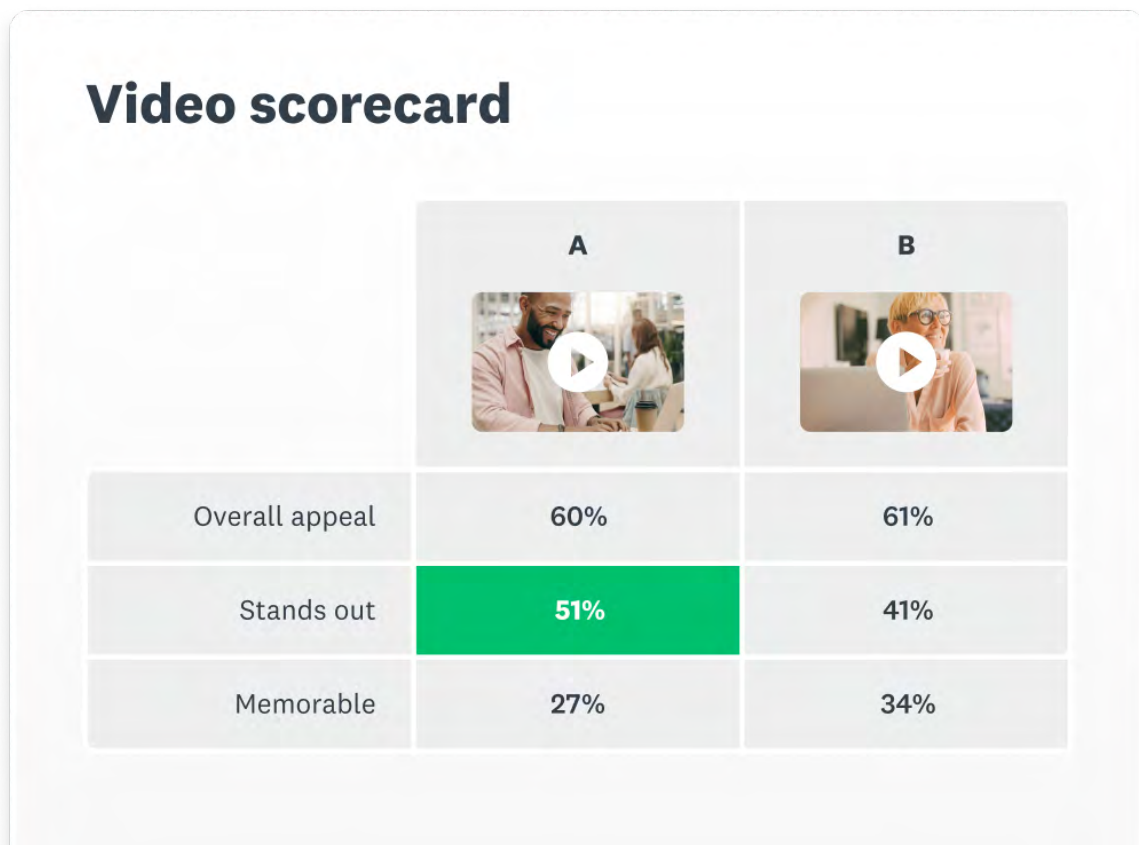 Video scorecard
A B
Overall appeal 60% 61%
Stands out 51% 41%
Memorable 27% 34%